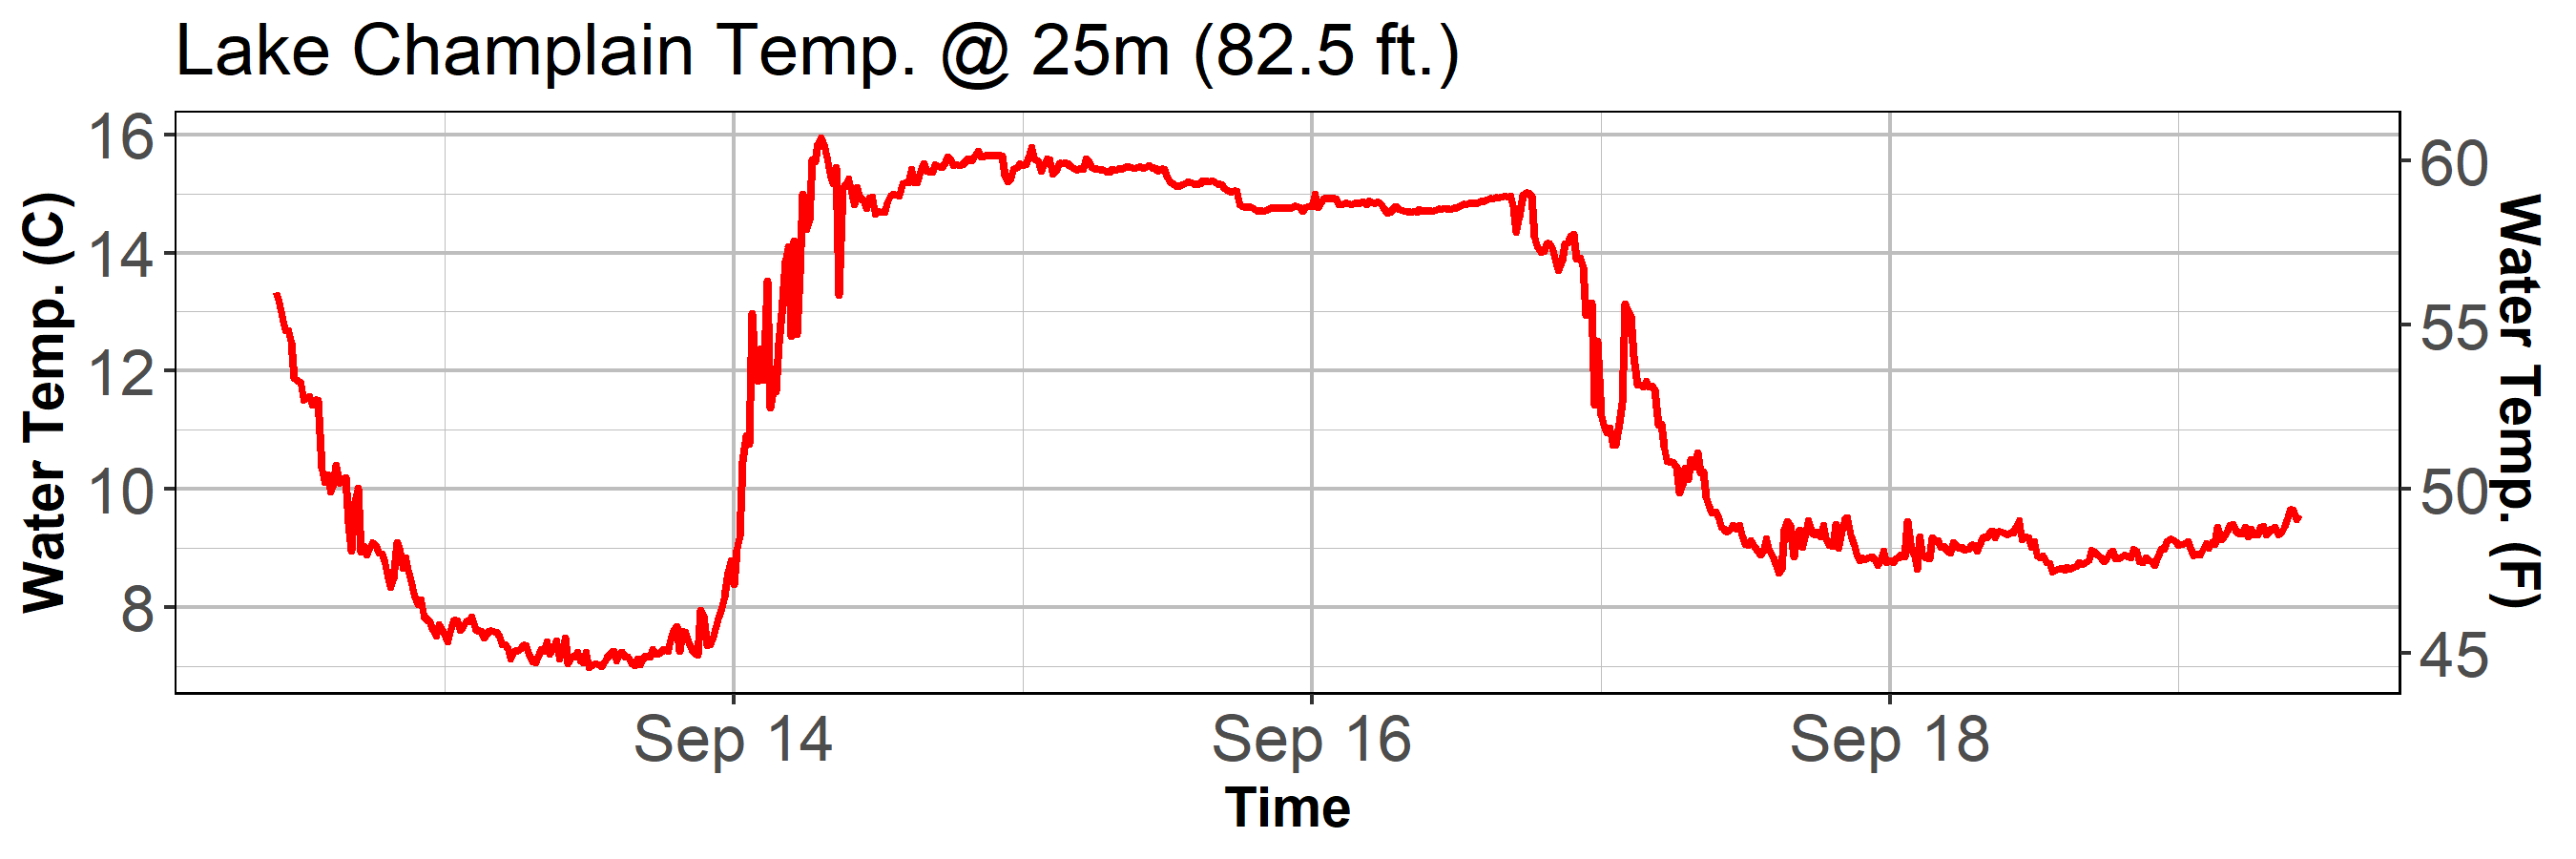 Lake Champlain Temp. @ 25m (82.5 ft.)
Water Temp. (C)
16
14
12
10
8
60
55
50
45
Water Temp. (F)
Sep 14 Sep 16 Sep 18
Time